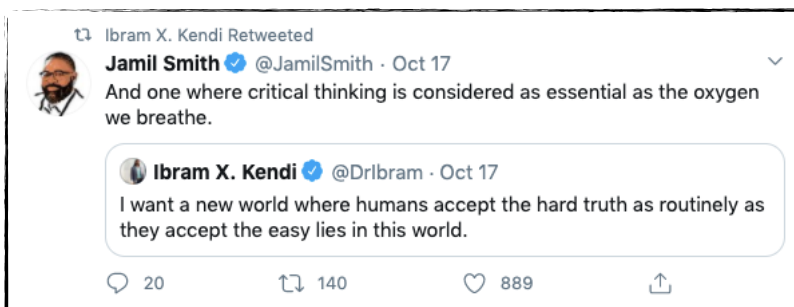 Ibram X. Kendi Retweeted
Jamil Smith @JamilSmith · Oct 17
And one where critical thinking is considered as essential as the oxygen
we breathe.
Ibram X. Kendi @DrIbram · Oct 17
I want a new world where humans accept the hard truth as routinely as
they accept the easy lies in this world.
20 140 889